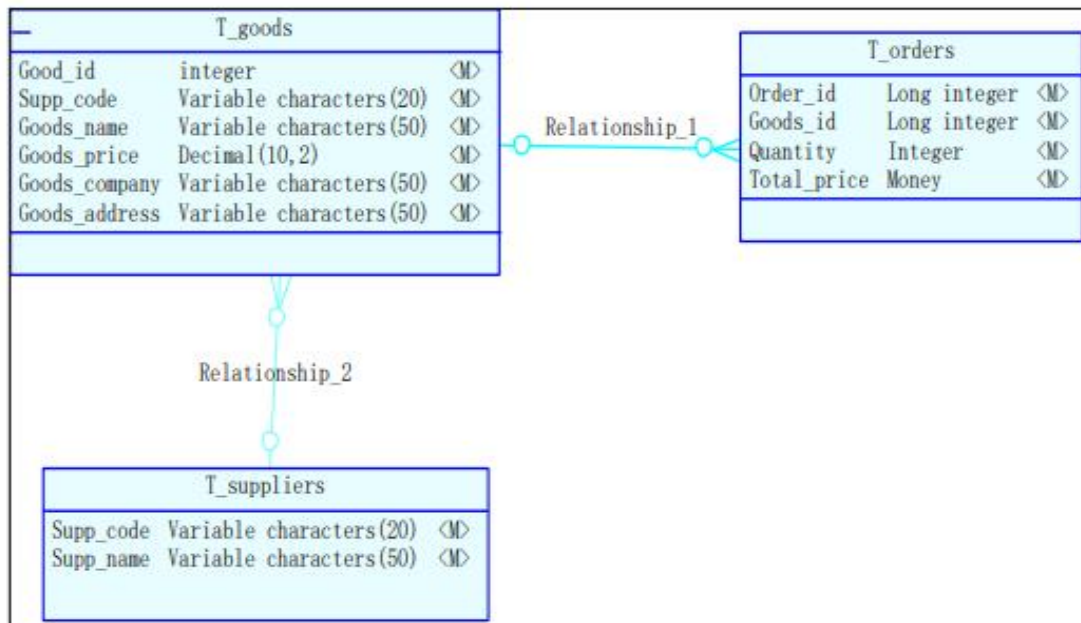 T_goods
Good_id integer <M>
Supp_code Variable characters(20) <M>
Goods_name Variable characters(50) <M>
Goods_price Decimal(10,2) <M>
Goods_company Variable characters(50) <M>
Goods_address Variable characters(50) <M>
Relationship_1
T_orders
Order_id Long integer <M>
Goods_id Long integer <M>
Quantity Integer <M>
Total_price Money <M>
Relationship_2
T_suppliers
Supp_code Variable characters(20) <M>
Supp_name Variable characters(50) <M>